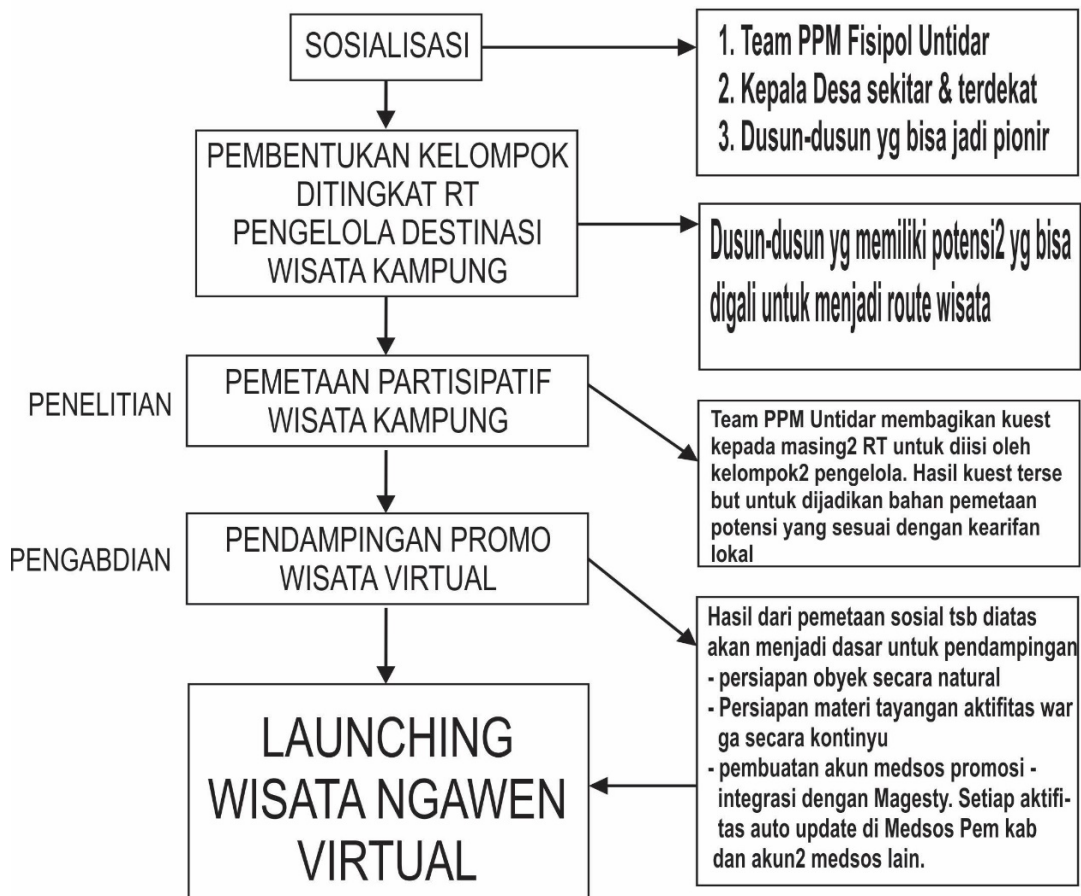 SOSIALISASI
1. Team PPM Fisipol Untidar
2. Kepala Desa sekitar & terdekat
3. Dusun-dusun yg bisa jadi pionir
PEMBENTUKAN KELOMPOK
DITINGKAT RT
PENGELOLA DESTINASI
WISATA KAMPUNG
Dusun-dusun yg memiliki potensi2 yg bisa
digali untuk menjadi route wisata
PENELITIAN
PEMETAAN PARTISIPATIF
WISATA KAMPUNG
Team PPM Untidar membagikan kuest
kepada masing2 RT untuk diisi oleh
kelompok2 pengelola. Hasil kuest terse
but untuk dijadikan bahan pemetaan
potensi yang sesuai dengan kearifan
lokal
PENGABDIAN
PENDAMPINGAN PROMO
WISATA VIRTUAL
Hasil dari pemetaan sosial tsb diatas
akan menjadi dasar untuk pendampingan
- persiapan obyek secara natural
- Persiapan materi tayangan aktifitas war
ga secara kontinyu
- pembuatan akun medsos promosi -
integrasi dengan Magesty. Setiap aktifi-
tas auto update di Medsos Pem kab
dan akun2 medsos lain.
LAUNCHING
WISATA NGAWEN
VIRTUAL